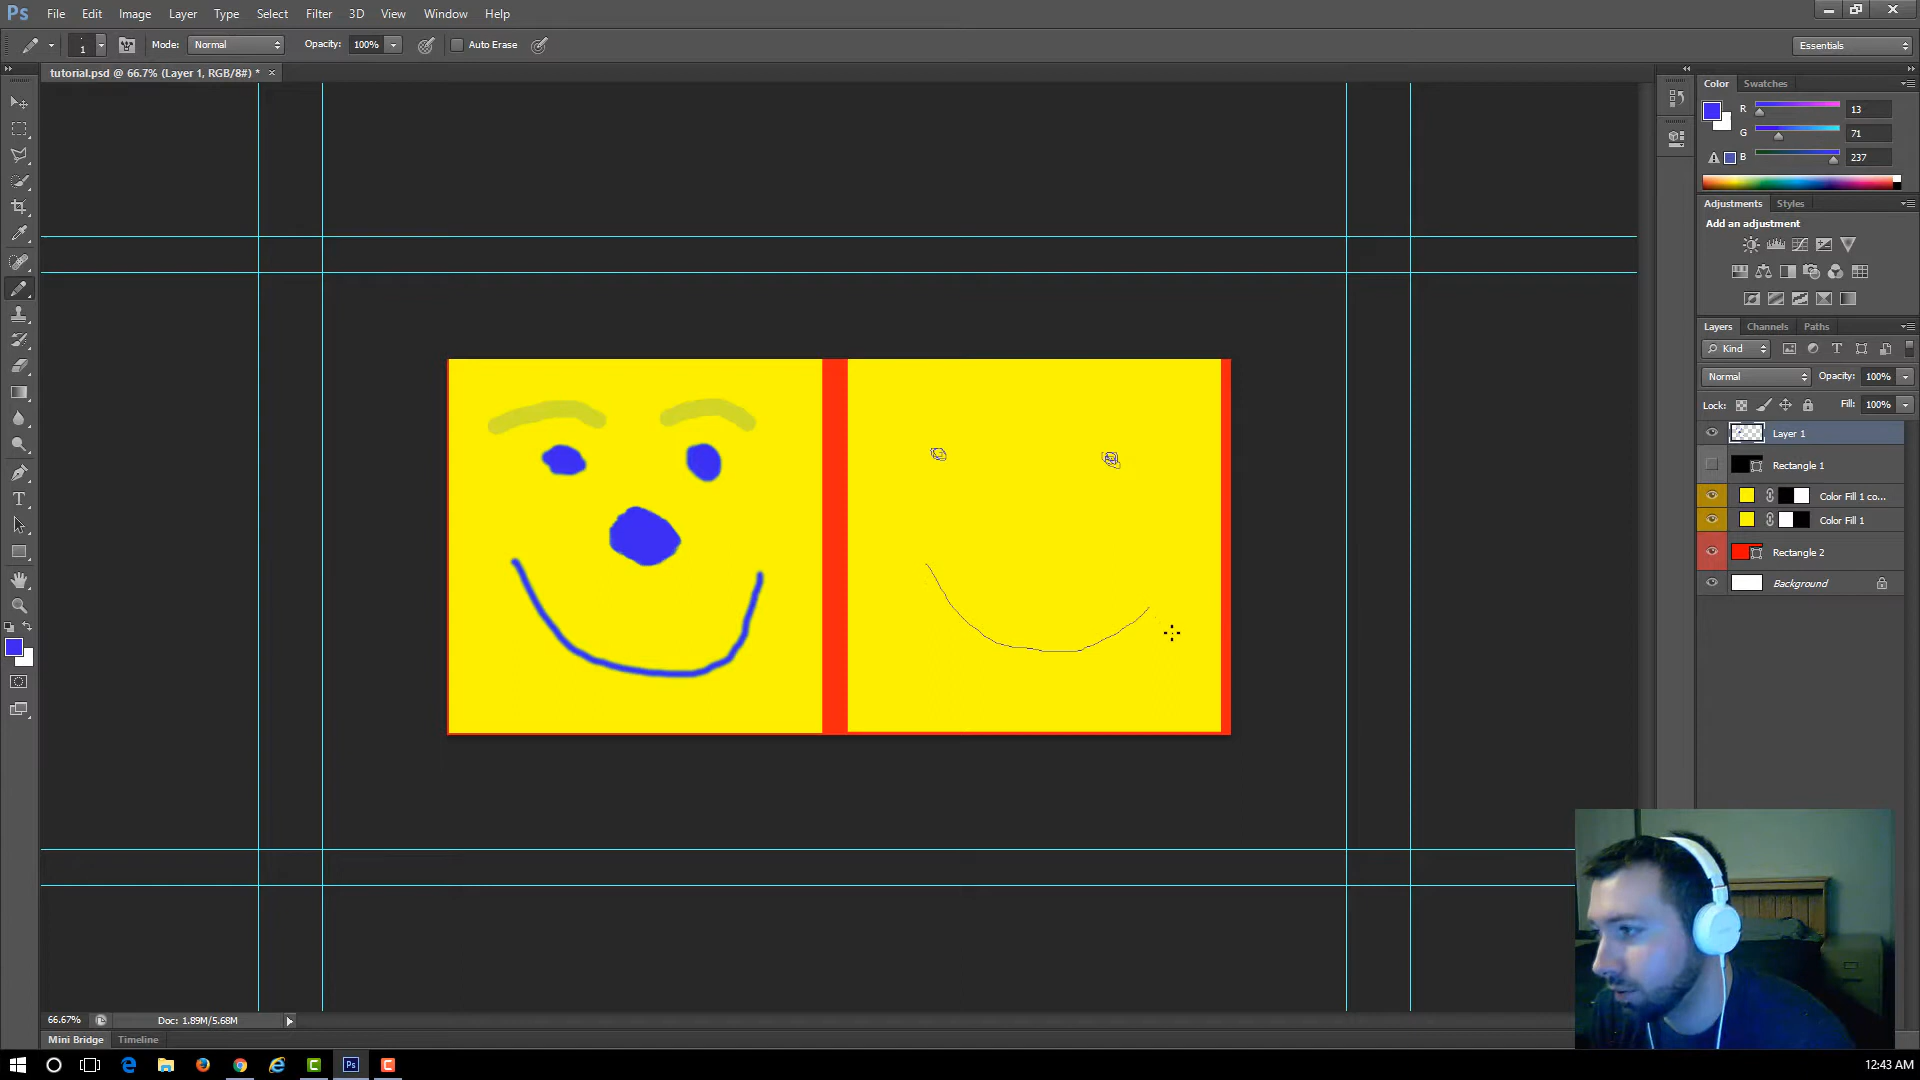 Ps File Edit Image Layer Type Select Filter 3D View Window Help
1 Mode: Normal Opacity: 100% Auto Erase Essentials
tutorial.psd @ 66.7% (Layer 1, RGB/8#) * ×
Color Swatches
R 13
G 71
B 237
Adjustments Styles
Add an adjustment
Layers Channels Paths
Kind
Normal Opacity: 100%
Lock: Fill: 100%
Layer 1
Rectangle 1
Color Fill 1 co...
Color Fill 1
Rectangle 2
Background
66.67% Doc: 1.89M/5.68M
Mini Bridge Timeline
Ps
12:43 AM